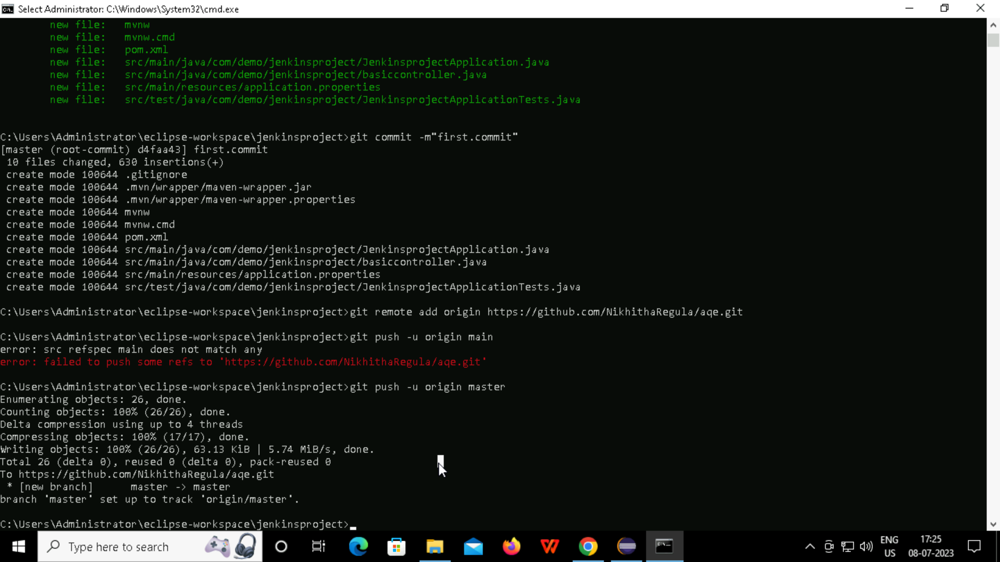 Select Administrator: C:\Windows\System32\cmd.exe
new file:   mvnw
new file:   mvnw.cmd
new file:   pom.xml
new file:   src/main/java/com/demo/jenkinsproject/JenkinsprojectApplication.java
new file:   src/main/java/com/demo/jenkinsproject/basiccontroller.java
new file:   src/main/resources/application.properties
new file:   src/test/java/com/demo/jenkinsproject/JenkinsprojectApplicationTests.java
C:\Users\Administrator\eclipse-workspace\jenkinsproject>git commit -m"first.commit"
[master (root-commit) d4faa43] first.commit
10 files changed, 630 insertions(+)
create mode 100644 .gitignore
create mode 100644 .mvn/wrapper/maven-wrapper.jar
create mode 100644 .mvn/wrapper/maven-wrapper.properties
create mode 100644 mvnw
create mode 100644 mvnw.cmd
create mode 100644 pom.xml
create mode 100644 src/main/java/com/demo/jenkinsproject/JenkinsprojectApplication.java
create mode 100644 src/main/java/com/demo/jenkinsproject/basiccontroller.java
create mode 100644 src/main/resources/application.properties
create mode 100644 src/test/java/com/demo/jenkinsproject/JenkinsprojectApplicationTests.java
C:\Users\Administrator\eclipse-workspace\jenkinsproject>git remote add origin https://github.com/NikhithaRegula/aqe.git
C:\Users\Administrator\eclipse-workspace\jenkinsproject>git push -u origin main
error: src refspec main does not match any
error: failed to push some refs to 'https://github.com/NikhithaRegula/aqe.git'
C:\Users\Administrator\eclipse-workspace\jenkinsproject>git push -u origin master
Enumerating objects: 26, done.
Counting objects: 100% (26/26), done.
Delta compression using up to 4 threads
Compressing objects: 100% (17/17), done.
Writing objects: 100% (26/26), 63.13 KiB | 5.74 MiB/s, done.
Total 26 (delta 0), reused 0 (delta 0), pack-reused 0
To https://github.com/NikhithaRegula/aqe.git
* [new branch]      master -> master
branch 'master' set up to track 'origin/master'.
C:\Users\Administrator\eclipse-workspace\jenkinsproject>
Type here to search
ENG
US
17:25
08-07-2023